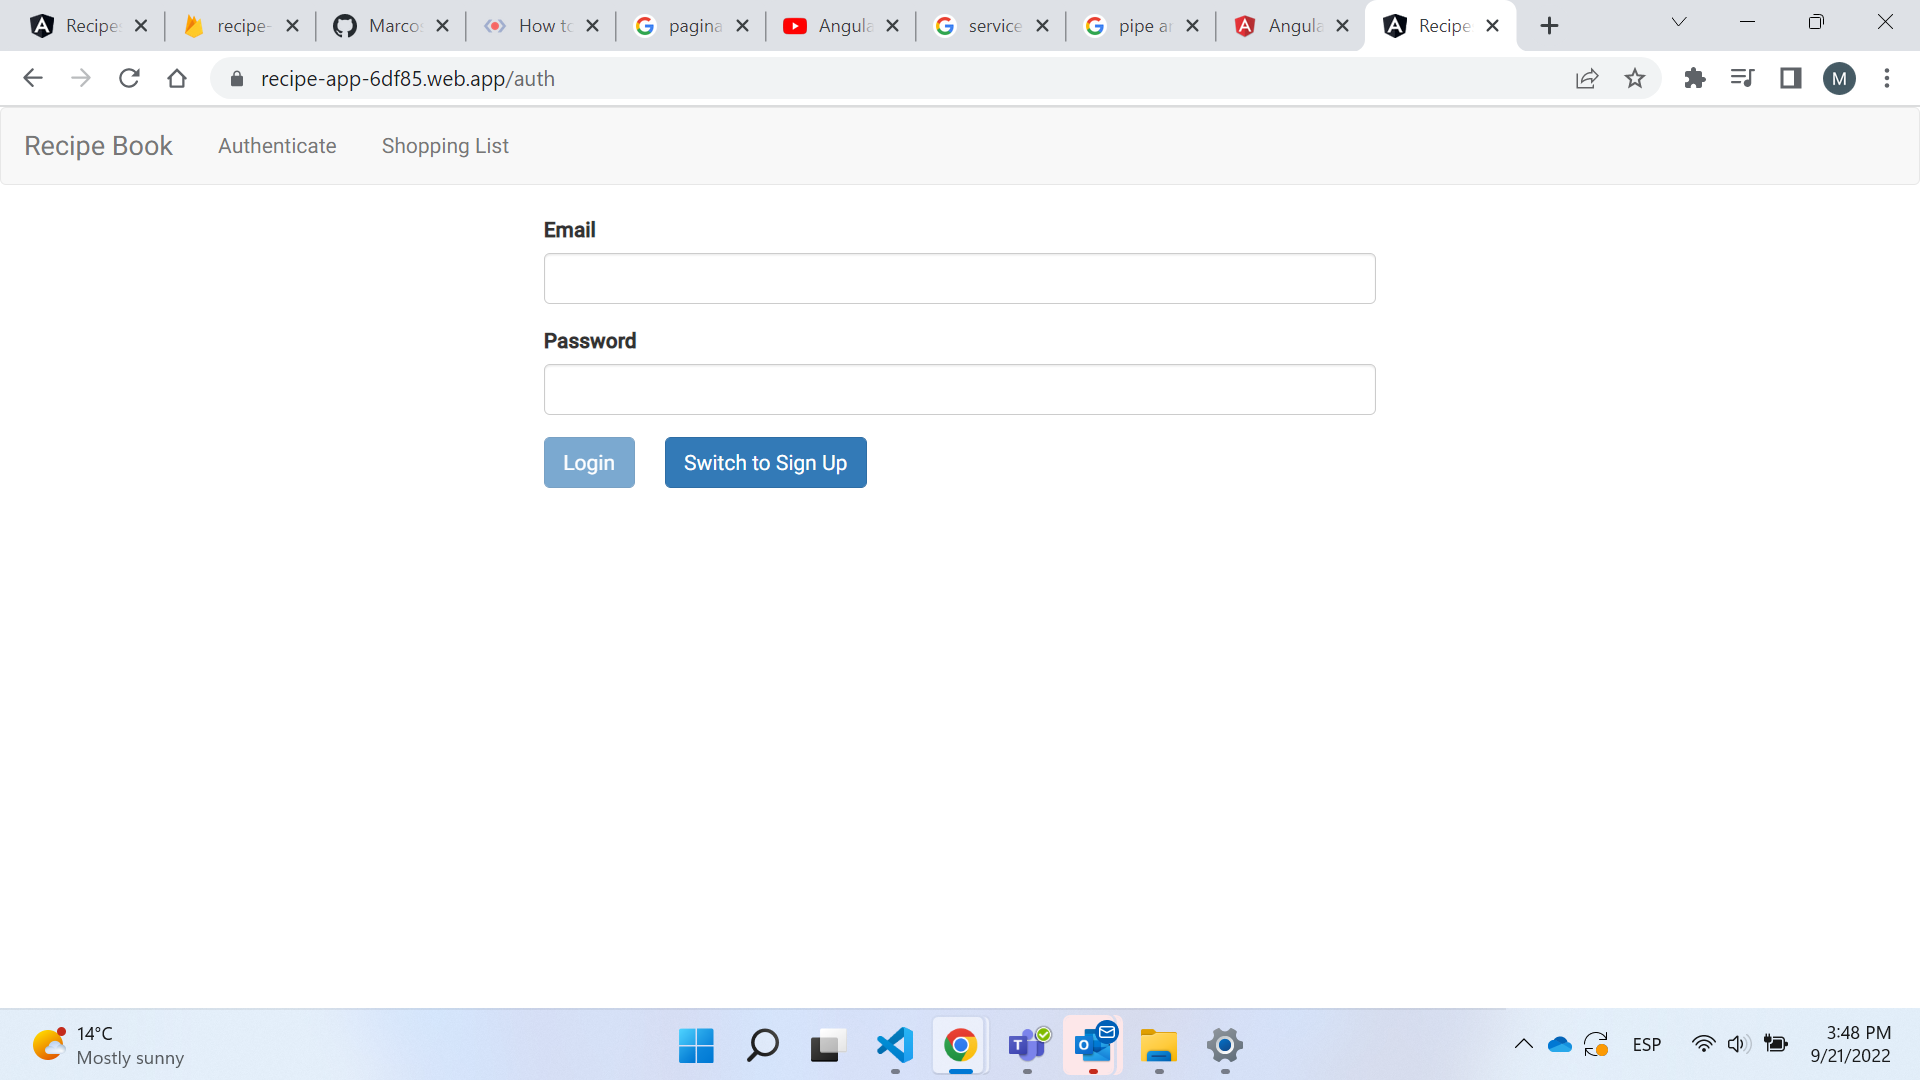 Recipe
recipe-
Marcos
How to
pagina
Angula
service
pipe ar
Angula
Recipe
recipe-app-6df85.web.app/auth
M
Recipe Book
Authenticate
Shopping List
Email
Password
Login
Switch to Sign Up
14°C
Mostly sunny
ESP
3:48 PM
9/21/2022